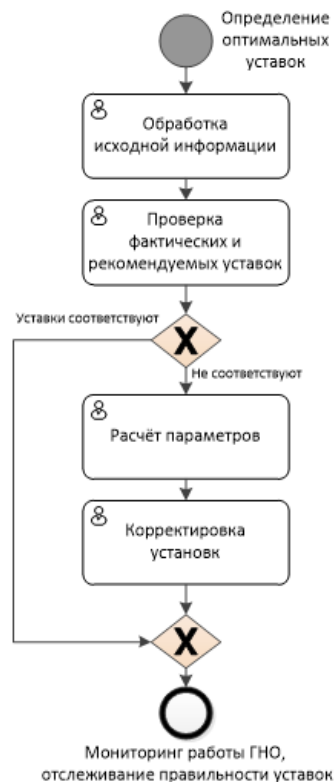 Определение
оптимальных
уставок
Обработка
исходной информации
Проверка
фактических и
рекомендуемых уставок
Уставки соответствуют
X
Не соответствуют
Расчёт параметров
Корректировка
установк
X
Мониторинг работы ГНО,
отслеживание правильности уставок